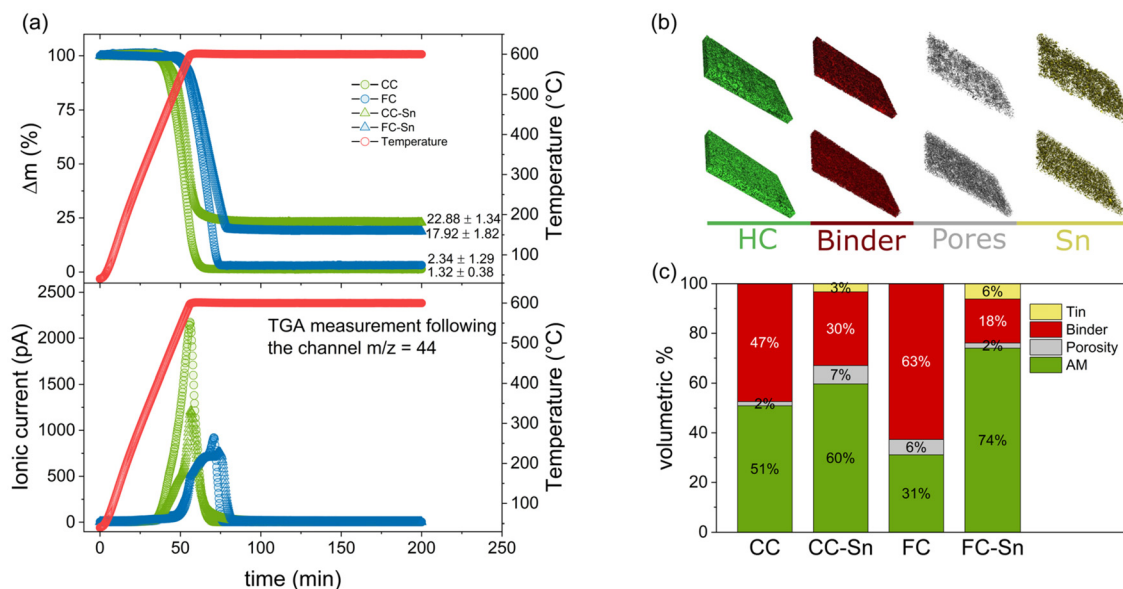 (a)
100
75
50
25
0
Δm (%)
600
500
400
300
200
100
Temperature (°C)
CC
FC
CC-Sn
FC-Sn
Temperature
22.88 ± 1.34
17.92 ± 1.82
2.34 ± 1.29
1.32 ± 0.38
2500
2000
1500
1000
500
0
Ionic current (pA)
TGA measurement following
the channel m/z = 44
600
500
400
300
200
100
Temperature (°C)
0 50 100 150 200 250
time (min)
(b)
HC Binder Pores Sn
(c)
100
80
60
40
20
0
volumetric %
47%
2%
51%
3%
30%
7%
60%
63%
6%
31%
6%
18%
2%
74%
Tin
Binder
Porosity
AM
CC CC-Sn FC FC-Sn